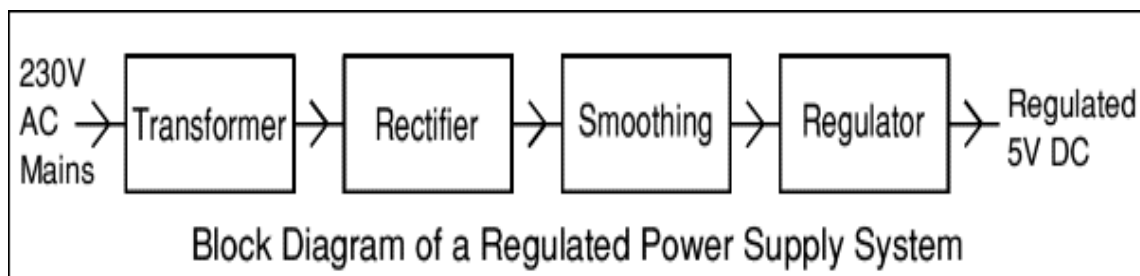 230V
AC
Mains
Transformer
Rectifier
Smoothing
Regulator
Regulated
5V DC
Block Diagram of a Regulated Power Supply System